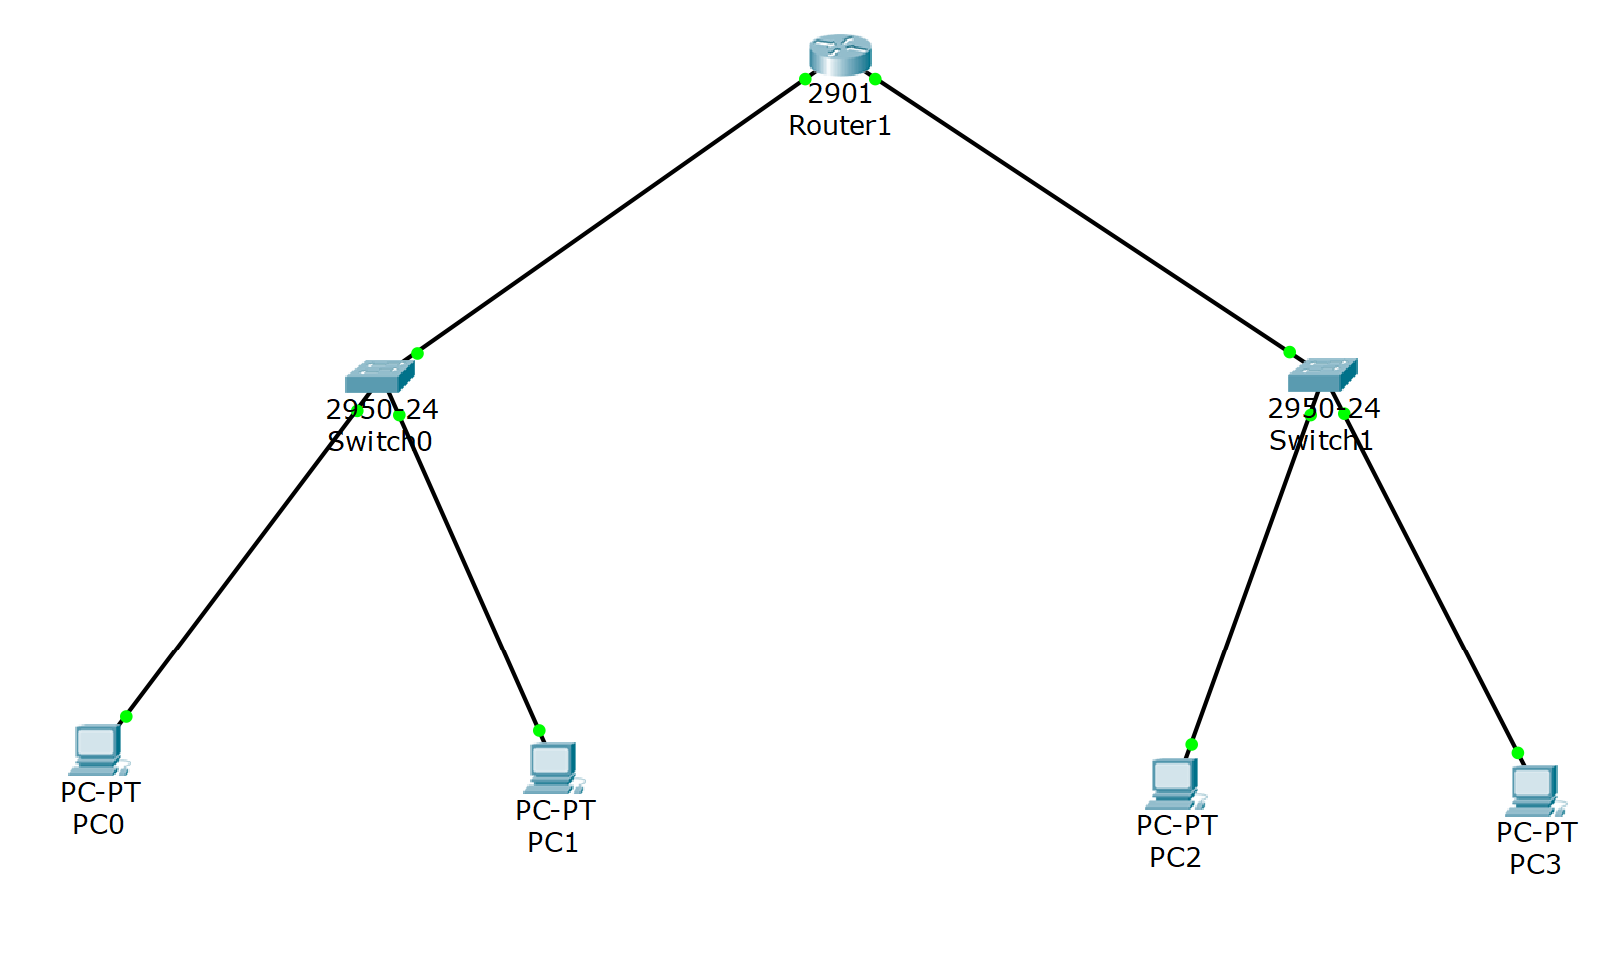 2901
Router1
2950-24
Switch0
2950-24
Switch1
PC-PT
PC0
PC-PT
PC1
PC-PT
PC2
PC-PT
PC3